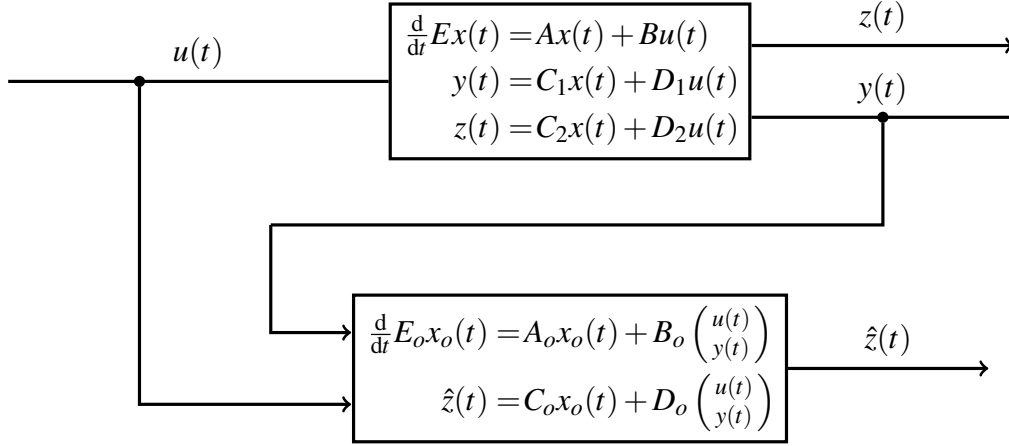 z(t)
u(t)
d/dt Ex(t) = Ax(t) + Bu(t)
y(t) = C₁x(t) + D₁u(t)
z(t) = C₂x(t) + D₂u(t)
y(t)
d/dt Eₒxₒ(t) = Aₒxₒ(t) + Bₒ (u(t) y(t))
ẑ(t) = Cₒxₒ(t) + Dₒ (u(t) y(t))
ẑ(t)